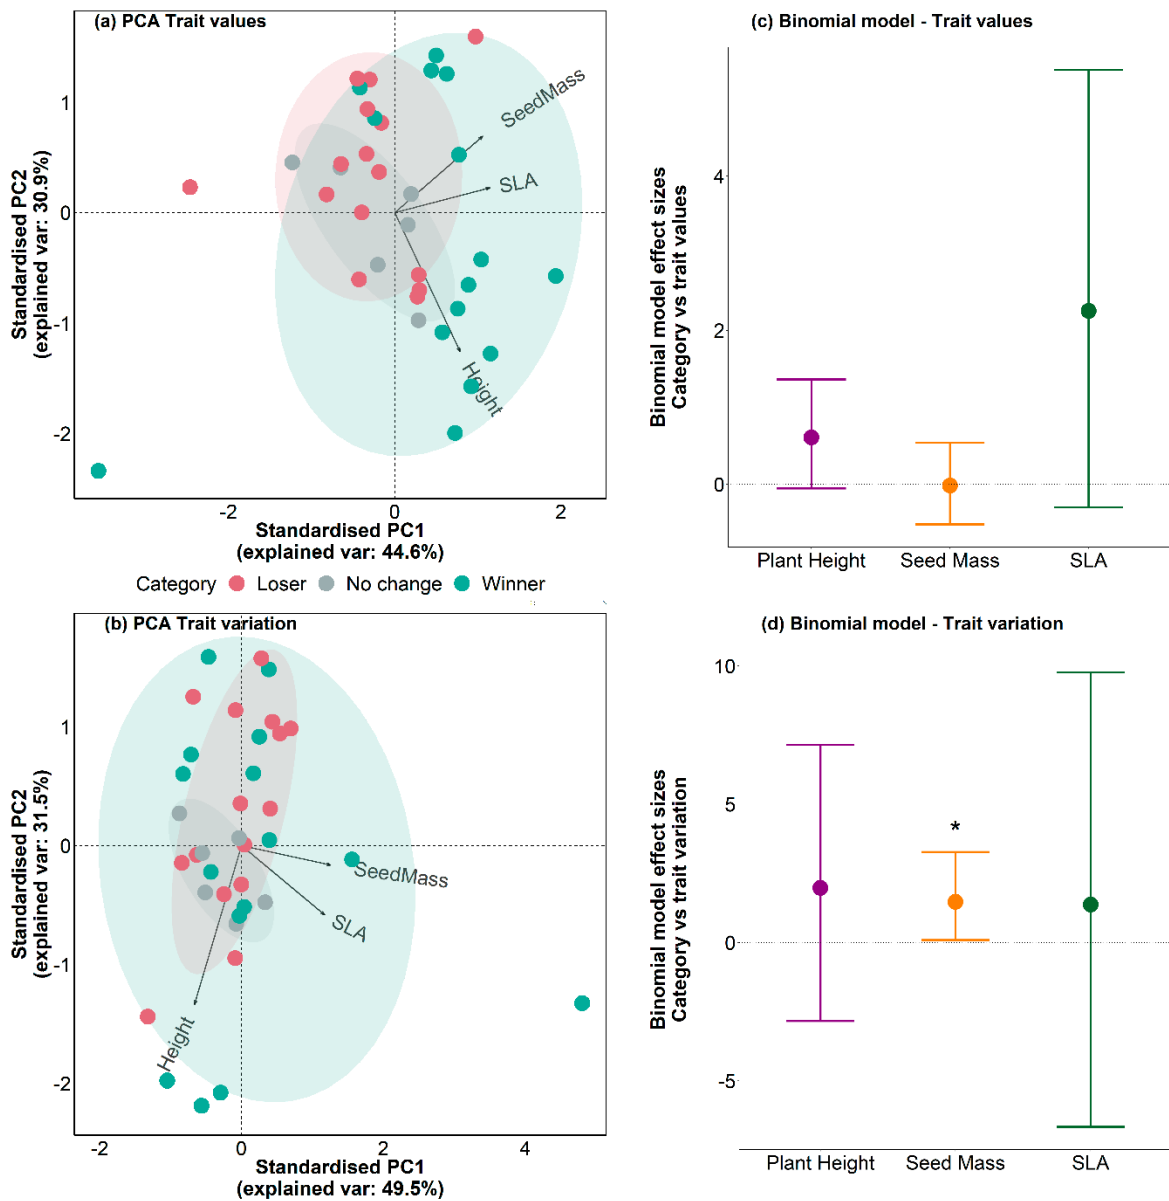 (a) PCA Trait values
Standardised PC2
(explained var: 30.9%)
1
0
-1
-2
SeedMass
SLA
Height
-2
0
2
Standardised PC1
(explained var: 44.6%)
(c) Binomial model - Trait values
Binomial model effect sizes
Category vs trait values
4
2
0
Plant Height
Seed Mass
SLA
Category
Loser
No change
Winner
(b) PCA Trait variation
Standardised PC2
(explained var: 31.5%)
1
0
-1
-2
SeedMass
SLA
Height
-2
0
2
4
Standardised PC1
(explained var: 49.5%)
(d) Binomial model - Trait variation
Binomial model effect sizes
Category vs trait variation
10
5
0
-5
*
Plant Height
Seed Mass
SLA